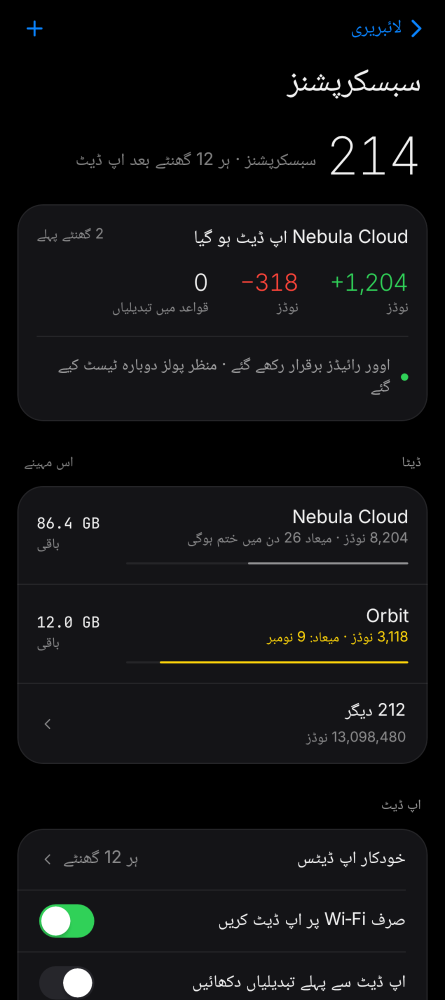 لائبریری
سبسکرپشنز
214 سبسکرپشنز · ہر 12 گھنٹے بعد اپ ڈیٹ
Nebula Cloud اپ ڈیٹ ہو گیا
2 گھنٹے پہلے
+1,204 −318 0
نوڈز نوڈز قواعد میں تبدیلیاں
اوور رائیڈز برقرار رکھے گئے · منظر پولز دوبارہ ٹیسٹ کیے
گئے
ڈیٹا اس مہینے
Nebula Cloud 86.4 GB
8,204 نوڈز · میعاد 26 دن میں ختم ہوگی باقی
Orbit 12.0 GB
3,118 نوڈز · میعاد: 9 نومبر باقی
212 دیگر
13,098,480 نوڈز
اپ ڈیٹ
خودکار اپ ڈیٹس ہر 12 گھنٹے
صرف Wi-Fi پر اپ ڈیٹ کریں
اپ ڈیٹ سے پہلے تبدیلیاں دکھائیں